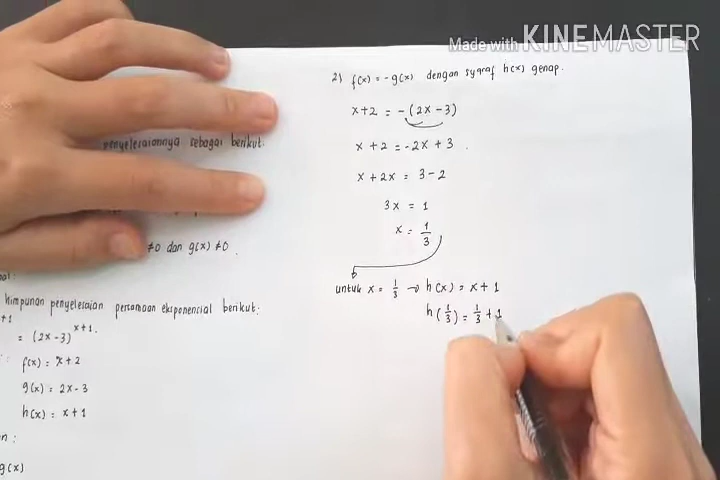 Made with KINEMASTER
penyelesaiannya sebagai berikut.
≠0 dan g(x) ≠0.
himpunan penyelesaian persamaan eksponensial berikut:
= (2x-3)^x+1.
f(x) = x+2
g(x) = 2x-3
h(x) = x+1
g(x)
2) f(x) = -g(x) dengan syaraf h(x) genap.
x+2 = -(2x-3)
x+2 = -2x+3
x+2x = 3-2
3x = 1
x = 1/3
untuk x = 1/3 → h(x) = x+1
h(1/3) = 1/3 + 1